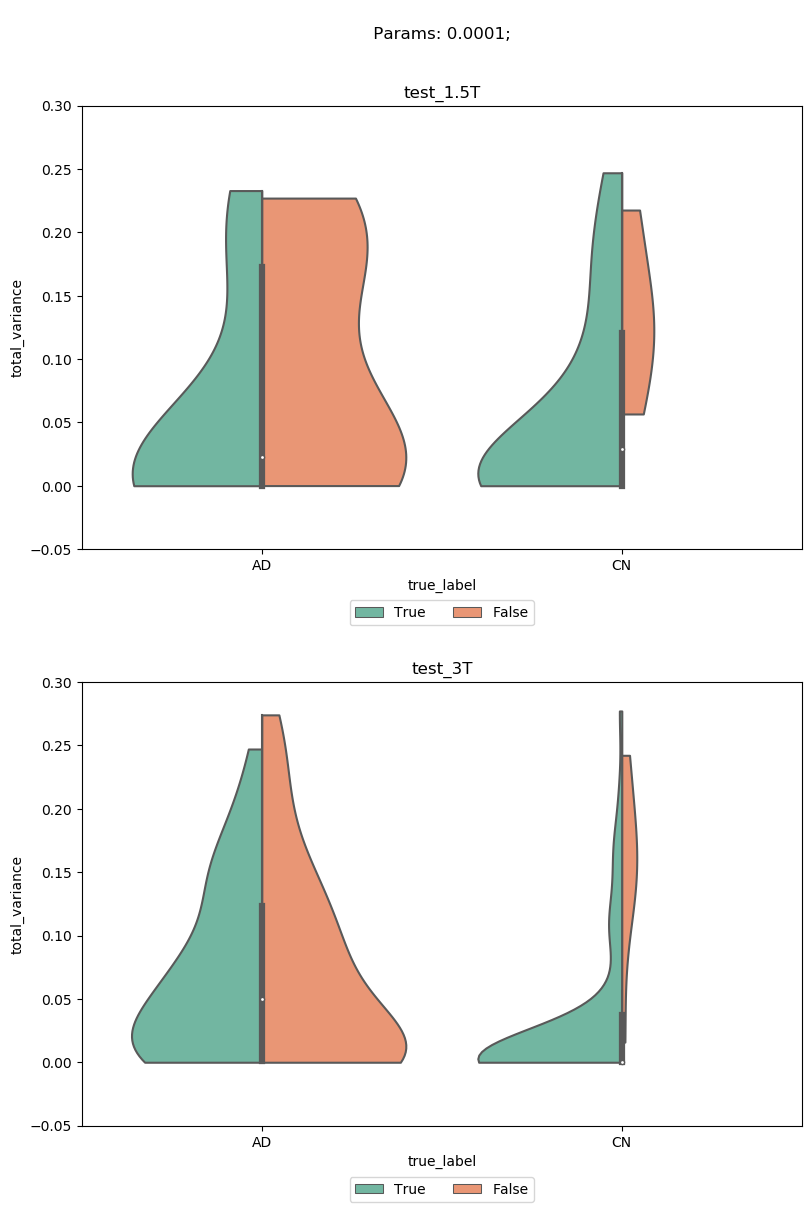 Params: 0.0001;
test_1.5T
0.30
0.25
0.20
0.15
0.10
0.05
0.00
−0.05
total_variance
AD CN
true_label
True False
test_3T
0.30
0.25
0.20
0.15
0.10
0.05
0.00
−0.05
total_variance
AD CN
true_label
True False